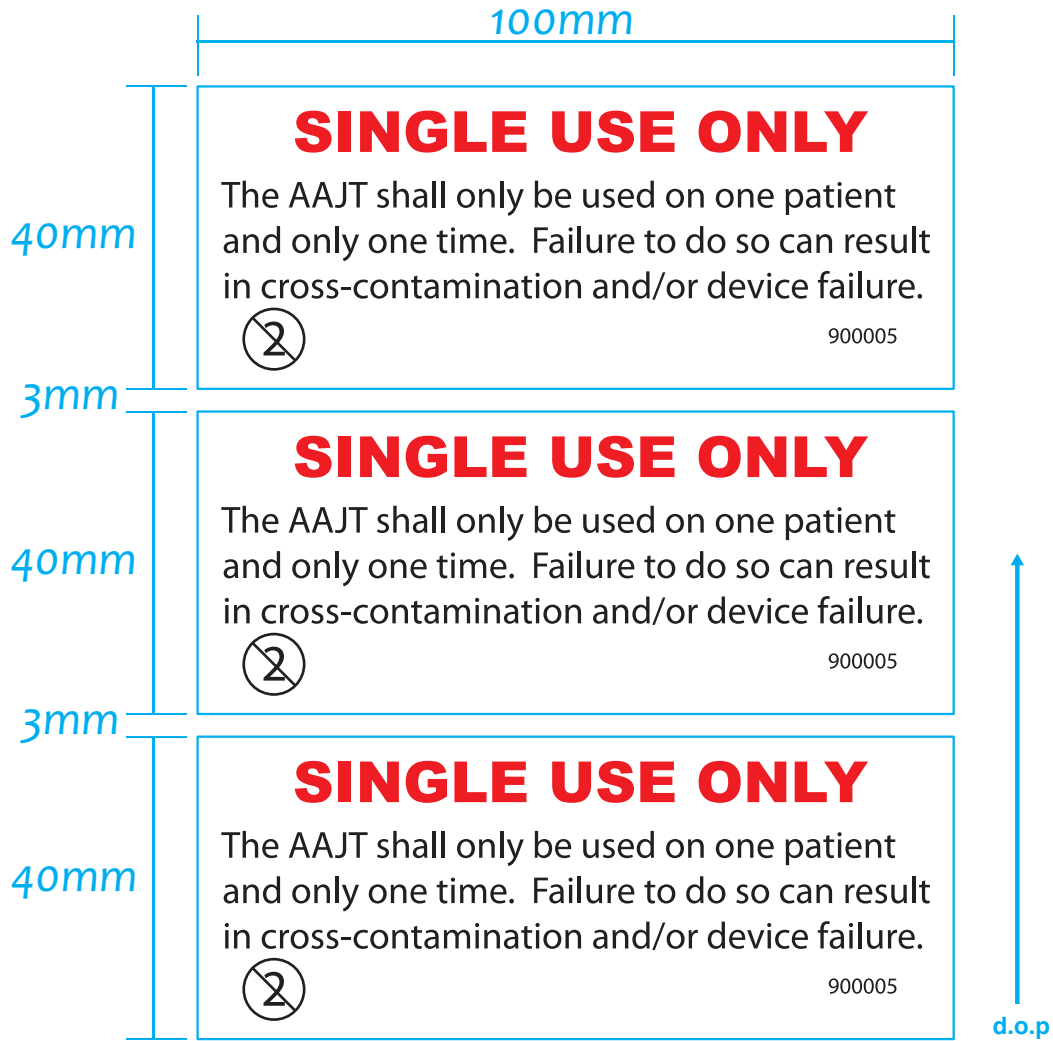 100mm
SINGLE USE ONLY
The AAJT shall only be used on one patient
and only one time.  Failure to do so can result
in cross-contamination and/or device failure.
2
900005
40mm
3mm
SINGLE USE ONLY
The AAJT shall only be used on one patient
and only one time.  Failure to do so can result
in cross-contamination and/or device failure.
2
900005
40mm
3mm
SINGLE USE ONLY
The AAJT shall only be used on one patient
and only one time.  Failure to do so can result
in cross-contamination and/or device failure.
2
900005
40mm
d.o.p